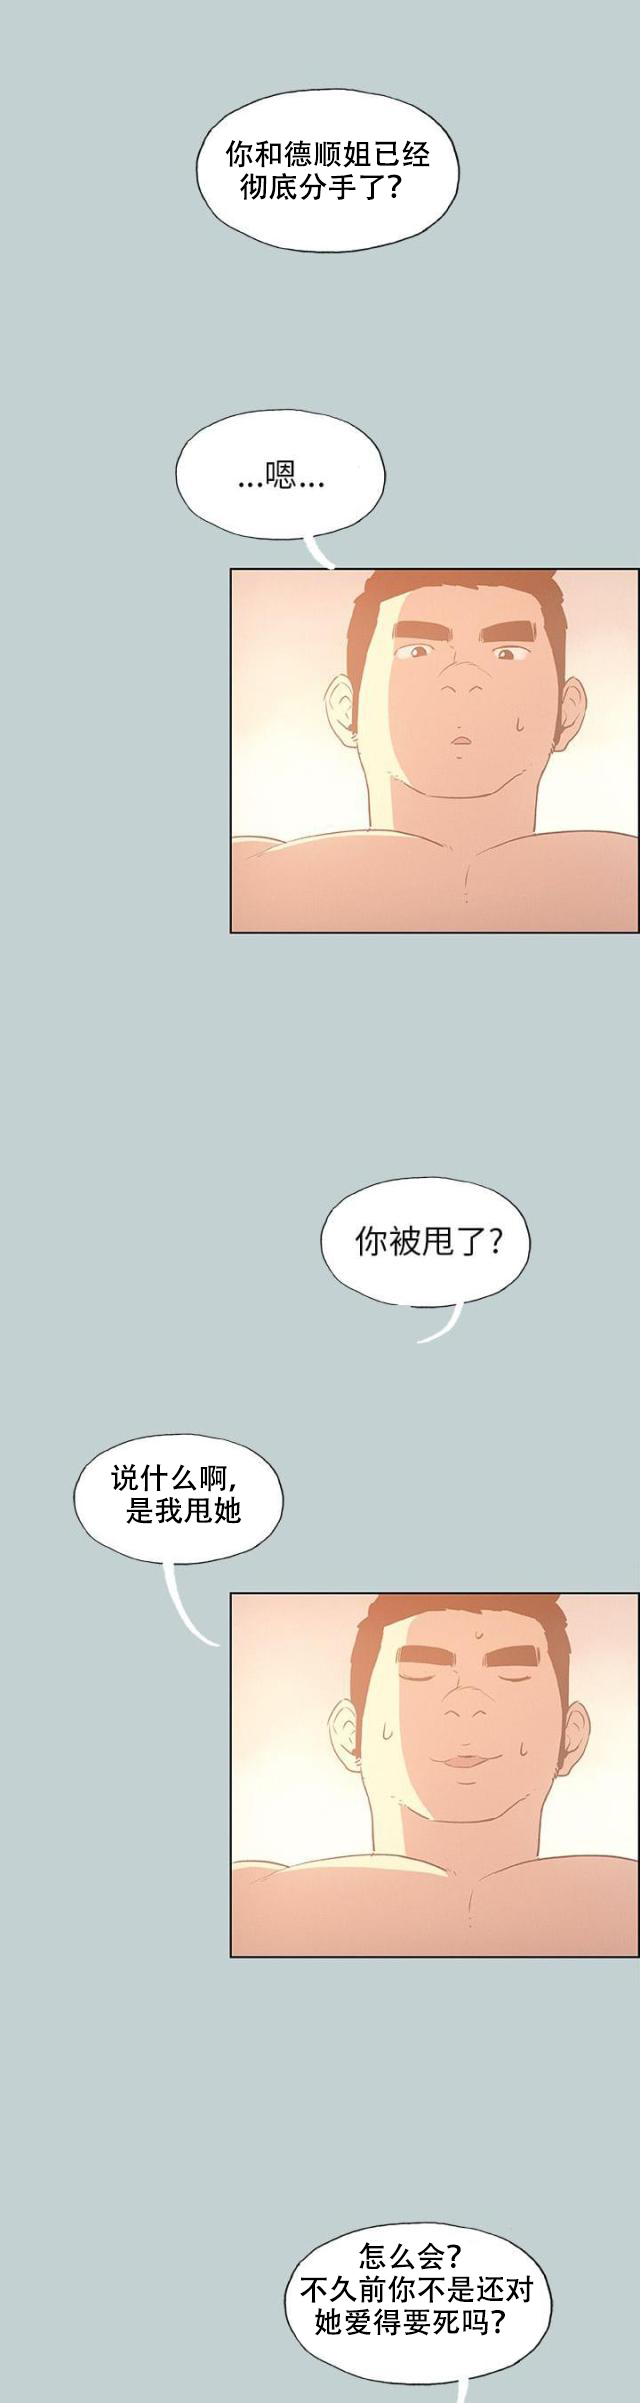 你和德顺姐已经
彻底分手了?
...嗯...
你被甩了?
说什么啊,
是我甩她
怎么会?
不久前你不是还对
她爱得要死吗?